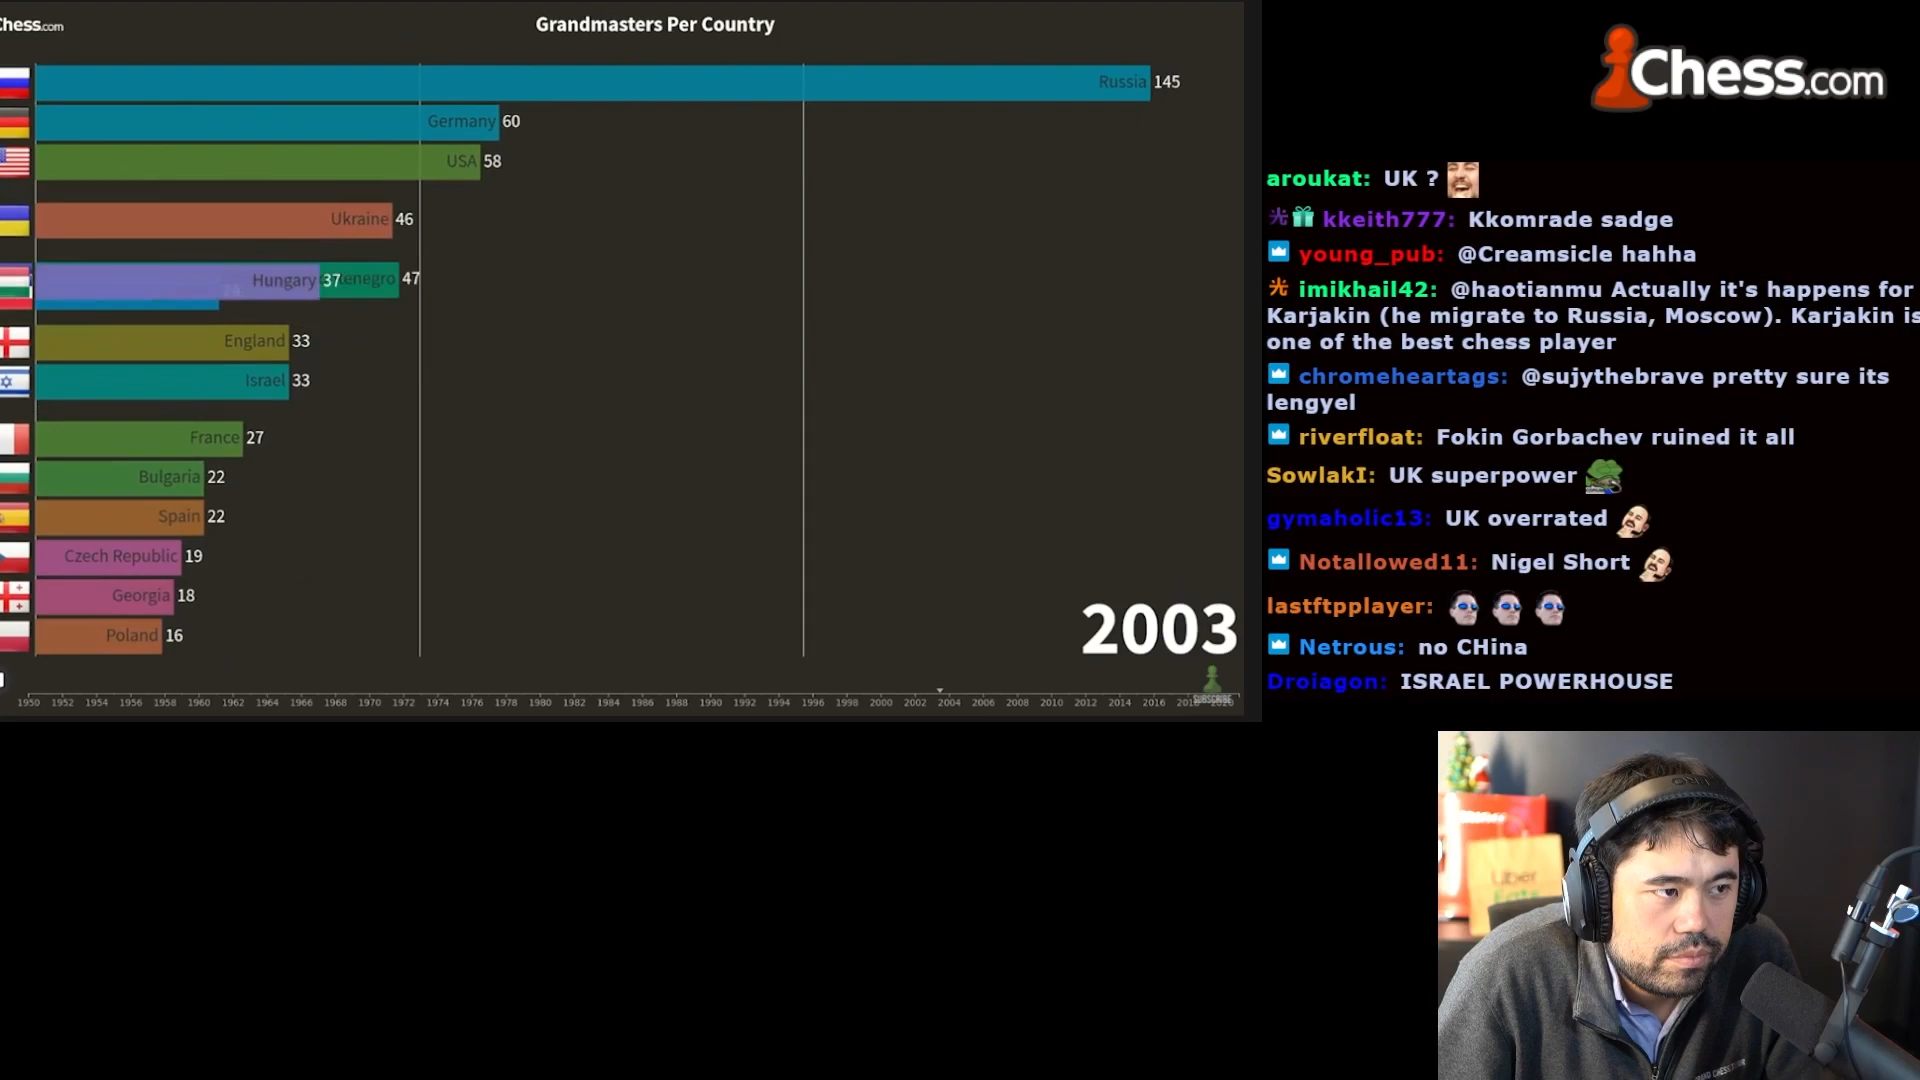 Chess.com
Grandmasters Per Country
Russia 145
Germany 60
USA 58
Ukraine 46
Hungary 37 tenegro 47
England 33
Israel 33
France 27
Bulgaria 22
Spain 22
Czech Republic 19
Georgia 18
Poland 16
2003
SUBSCRIBE
1950 1952 1954 1956 1958 1960 1962 1964 1966 1968 1970 1972 1974 1976 1978 1980 1982 1984 1986 1988 1990 1992 1994 1996 1998 2000 2002 2004 2006 2008 2010 2012 2014 2016 2018 2020
Chess.com
aroukat: UK ?
kkeith777: Kkomrade sadge
young_pub: @Creamsicle hahha
imikhail42: @haotianmu Actually it's happens for
Karjakin (he migrate to Russia, Moscow). Karjakin is
one of the best chess player
chromeheartags: @sujythebrave pretty sure its
lengyel
riverfloat: Fokin Gorbachev ruined it all
SowlakI: UK superpower
gymaholic13: UK overrated
Notallowed11: Nigel Short
lastftpplayer:
Netrous: no CHina
Droiagon: ISRAEL POWERHOUSE
Uber
Eats